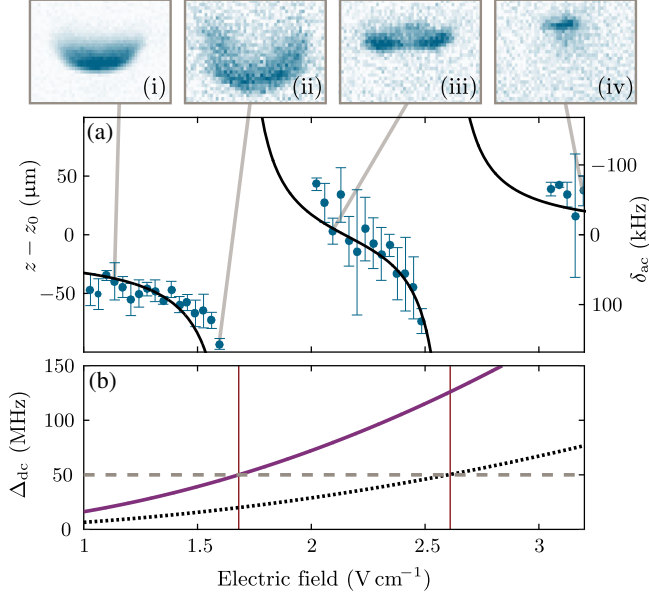 (i) (ii) (iii) (iv)
(a)
50
0
−50
z − z₀ (µm)
−100
0
100
δac (kHz)
(b)
150
100
50
0
Δdc (MHz)
1 1.5 2 2.5 3
Electric field (V cm⁻¹)